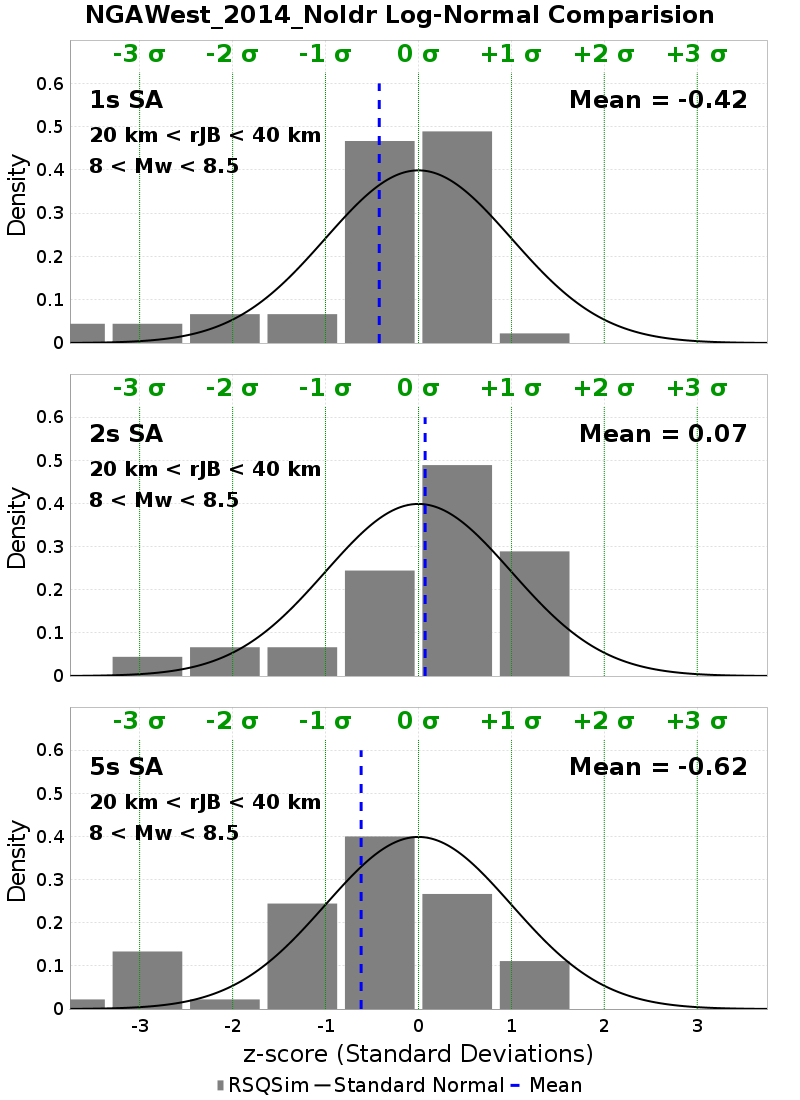 NGAWest_2014_NoIdr Log-Normal Comparision
-3 σ -2 σ -1 σ 0 σ +1 σ +2 σ +3 σ
1s SA
Mean = -0.42
20 km < rJB < 40 km
8 < Mw < 8.5
Density
0.6
0.5
0.4
0.3
0.2
0.1
0
-3 σ -2 σ -1 σ 0 σ +1 σ +2 σ +3 σ
2s SA
Mean = 0.07
20 km < rJB < 40 km
8 < Mw < 8.5
Density
0.6
0.5
0.4
0.3
0.2
0.1
0
-3 σ -2 σ -1 σ 0 σ +1 σ +2 σ +3 σ
5s SA
Mean = -0.62
20 km < rJB < 40 km
8 < Mw < 8.5
Density
0.6
0.5
0.4
0.3
0.2
0.1
0
-3 -2 -1 0 1 2 3
z-score (Standard Deviations)
RSQSim Standard Normal Mean